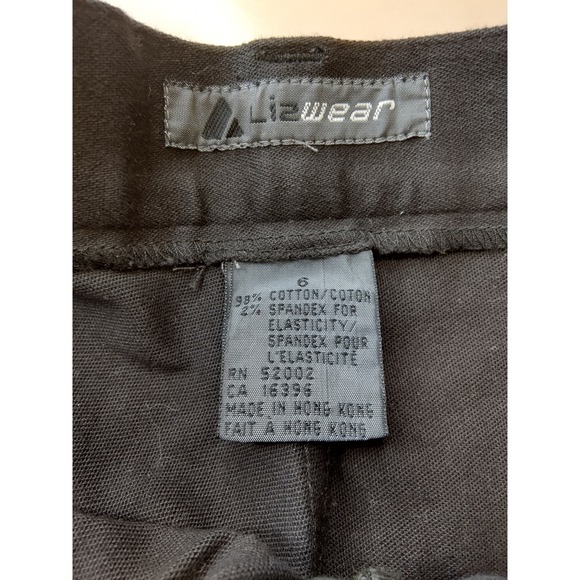 Lizwear
6
98% COTTON/COTON
2% SPANDEX FOR
ELASTICITY/
SPANDEX POUR
L'ELASTICITÉ
RN 52002
CA 16396
MADE IN HONG KONG
FAIT A HONG KONG